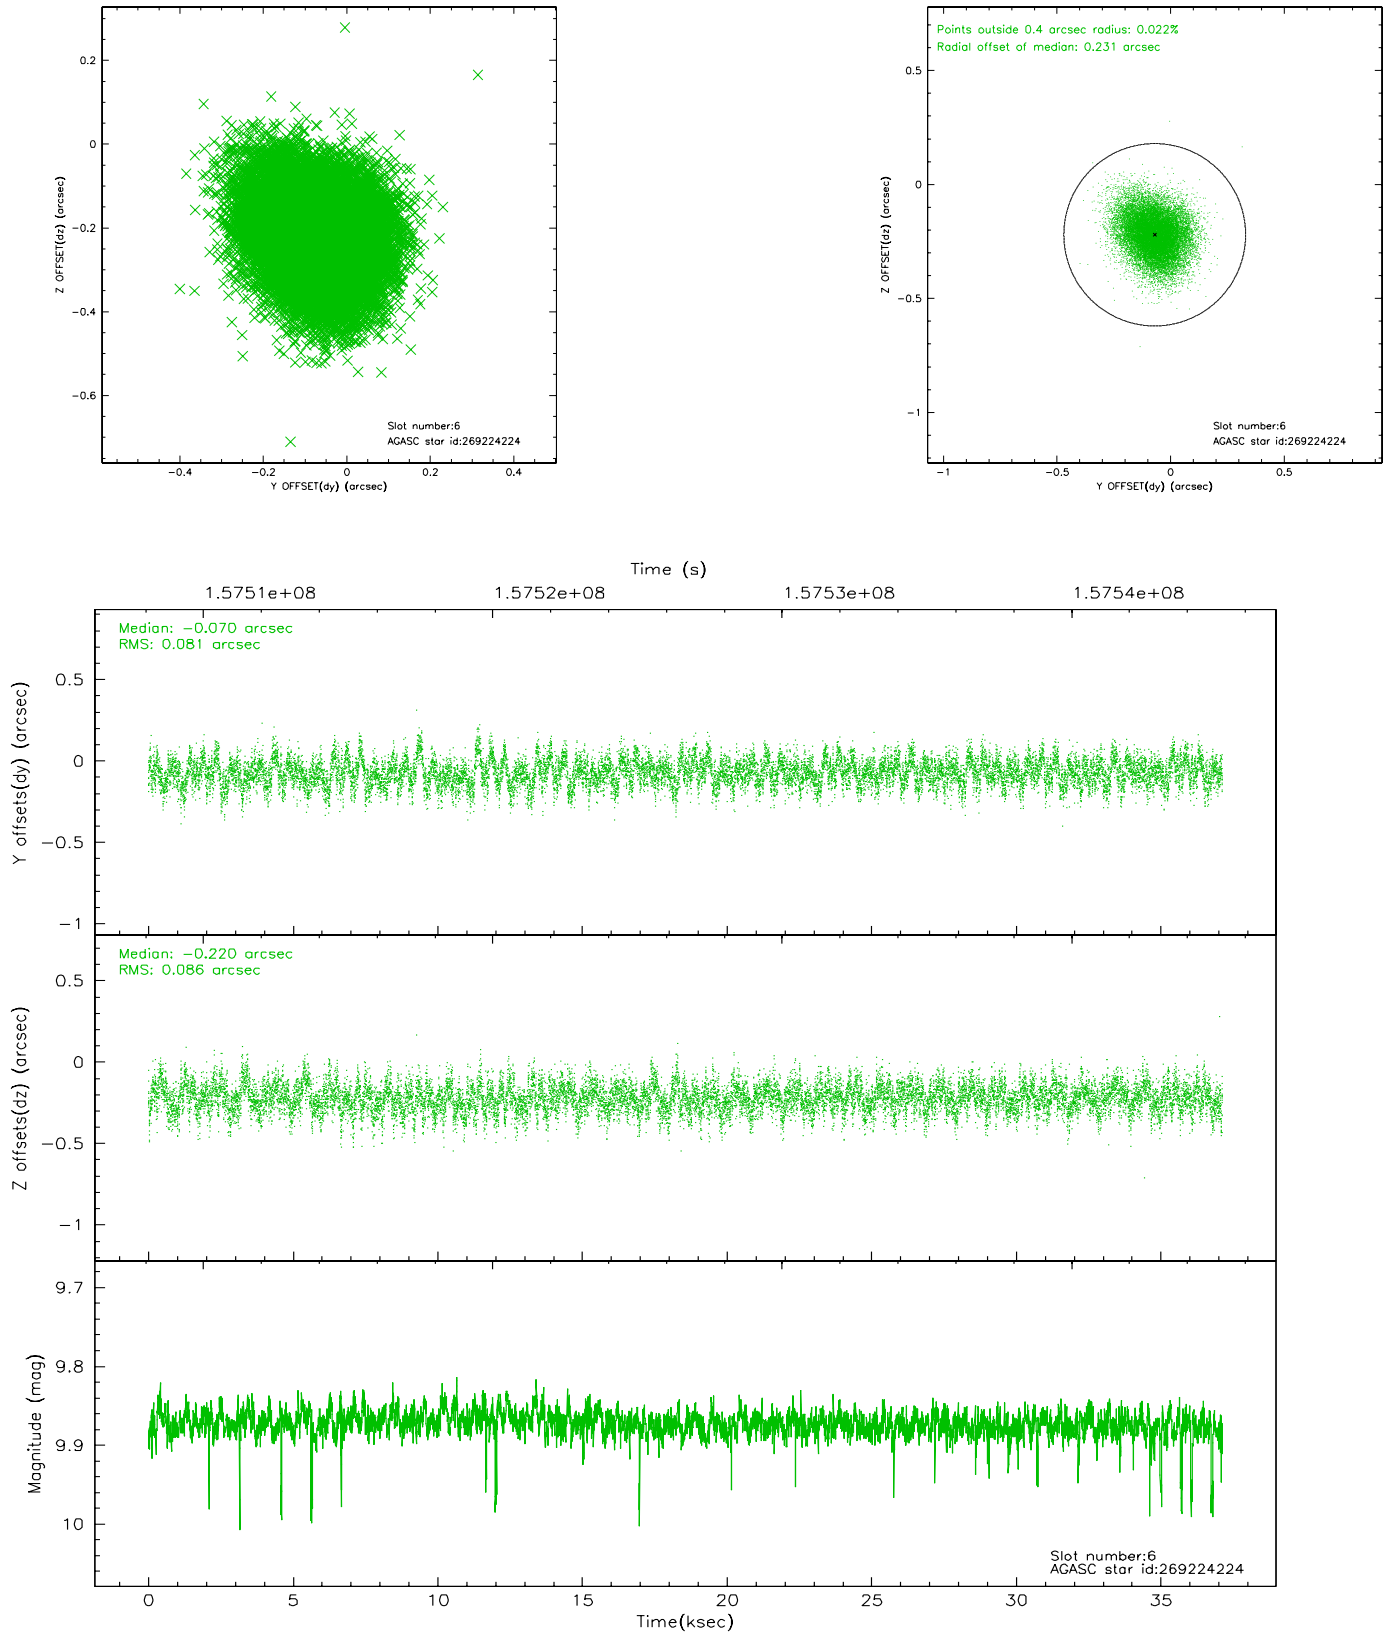 0.2
0
−0.2
−0.4
−0.6
Z OFFSET(dz) (arcsec)
−0.4
−0.2
0
0.2
0.4
Y OFFSET(dy) (arcsec)
Slot number:6
AGASC star id:269224224
Points outside 0.4 arcsec radius: 0.022%
Radial offset of median: 0.231 arcsec
0.5
0
−0.5
−1
Z OFFSET(dz) (arcsec)
−1
−0.5
0
0.5
Y OFFSET(dy) (arcsec)
Slot number:6
AGASC star id:269224224
Time (s)
1.5751e+08
1.5752e+08
1.5753e+08
1.5754e+08
Median: −0.070 arcsec
RMS: 0.081 arcsec
0.5
0
−0.5
−1
Y offsets(dy) (arcsec)
Median: −0.220 arcsec
RMS: 0.086 arcsec
0.5
0
−0.5
−1
Z offsets(dz) (arcsec)
9.7
9.8
9.9
10
Magnitude (mag)
Slot number:6
AGASC star id:269224224
0
5
10
15
20
25
30
35
Time(ksec)